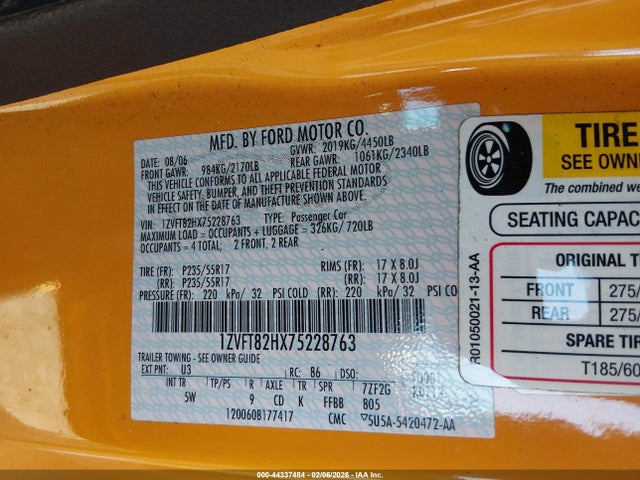 MFD. BY FORD MOTOR CO.
DATE: 08/06 GVWR: 2019KG/4450LB
FRONT GAWR: 984KG/2170LB REAR GAWR: 1061KG/2340LB
THIS VEHICLE CONFORMS TO ALL APPLICABLE FEDERAL MOTOR
VEHICLE SAFETY, BUMPER, AND THEFT PREVENTION STANDARDS
IN EFFECT ON THE DATE OF MANUFACTURE SHOWN ABOVE.
VIN: 1ZVFT82HX75228763 TYPE: Passenger Car
MAXIMUM LOAD = OCCUPANTS + LUGGAGE = 326KG/720LB
OCCUPANTS = 4 TOTAL: 2 FRONT, 2 REAR
TIRE (FR): P235/55R17 RIMS (FR): 17 X 8.0J
(RR): P235/55R17 (RR): 17 X 8.0J
PRESSURE (FR): 220 kPa/ 32 PSI COLD (RR): 220 kPa/ 32 PSI CO
1ZVFT82HX75228763
TRAILER TOWING - SEE OWNER GUIDE
EXT PNT: U3 RC: 86 DSO:
INT TR TP/PS R AXLE TR SPR 7ZF2G
5W 9 CD K FFBB 805
1200608177417 CMC 5U5A-5420472-AA
R01050021-13-AA
TIRE
SEE OWNE
The combined we
SEATING CAPAC
ORIGINAL T
FRONT 275/
REAR 275/
SPARE TIR
T185/60
000-44337484 - 02/06/2026 - IAAI.COM